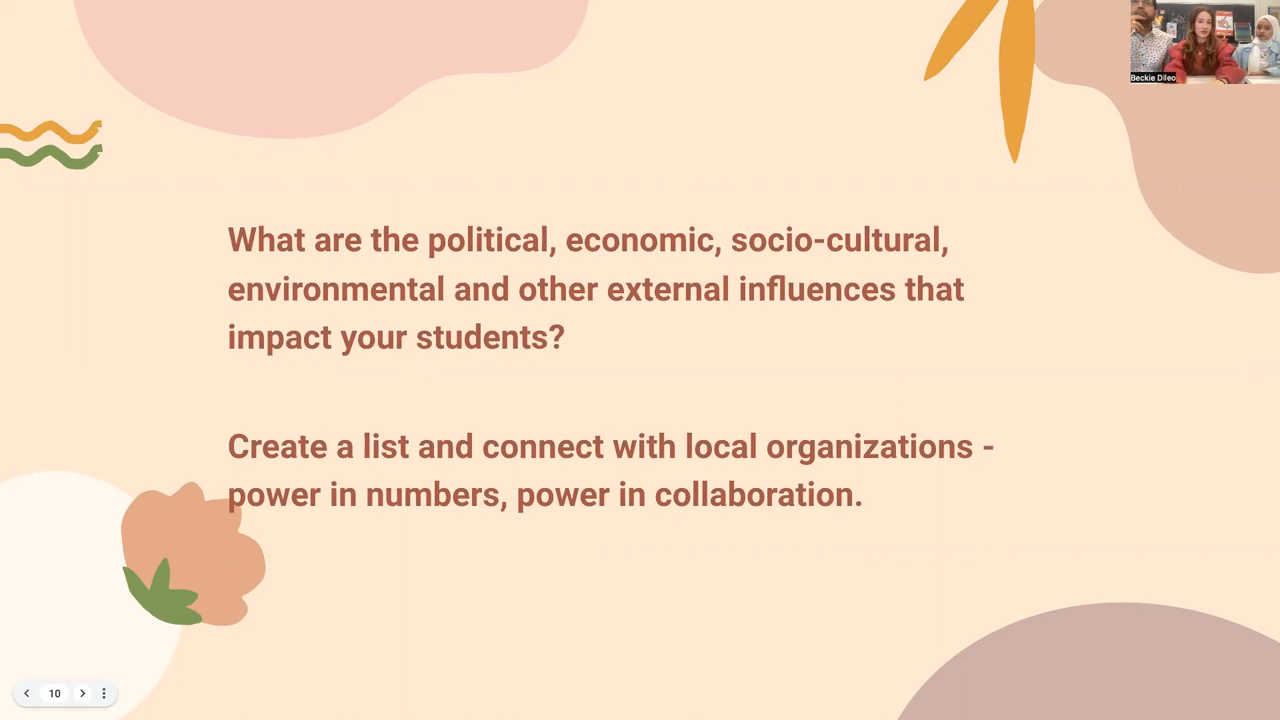 Beckie Dileo
What are the political, economic, socio-cultural,
environmental and other external influences that
impact your students?
Create a list and connect with local organizations -
power in numbers, power in collaboration.
10